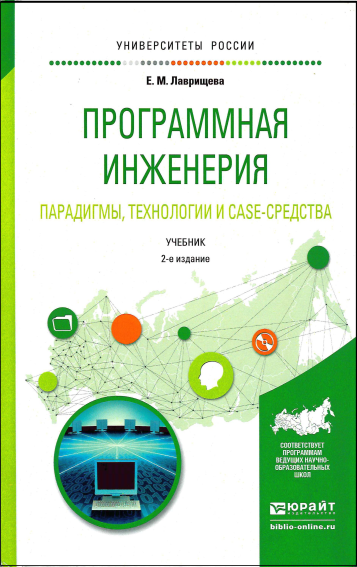 УНИВЕРСИТЕТЫ РОССИИ
Е. М. Лаврищева
ПРОГРАММНАЯ
ИНЖЕНЕРИЯ
ПАРАДИГМЫ, ТЕХНОЛОГИИ И CASE-СРЕДСТВА
УЧЕБНИК
2-е издание
СООТВЕТСТВУЕТ
ПРОГРАММАМ
ВЕДУЩИХ НАУЧНО-
ОБРАЗОВАТЕЛЬНЫХ
ШКОЛ
ЮРАЙТ
ИЗДАТЕЛЬСТВО
biblio-online.ru